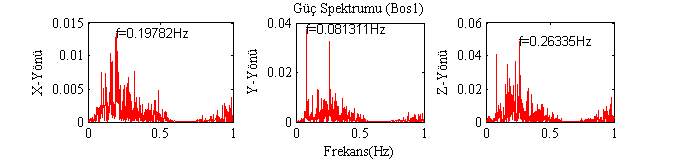 Güç Spektrumu (Bos1)
0.015
0.01
0.005
0
X-Yönü
f=0.19782Hz
0
0.5
1
0.04
0.02
0
Y-Yönü
f=0.081311Hz
0
0.5
1
0.06
0.04
0.02
0
Z-Yönü
f=0.26335Hz
0
0.5
1
Frekans(Hz)